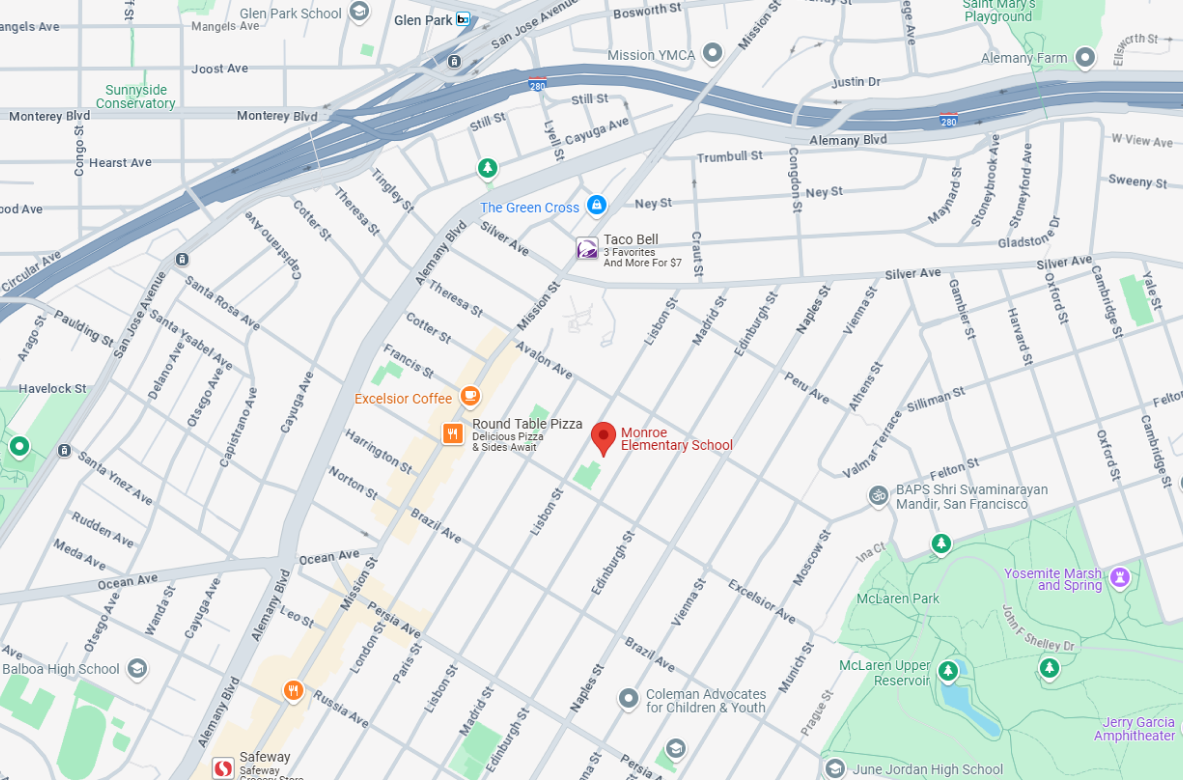 Glen Park School
Glen Park
Bosworth St
Mission St
Saint Mary's
Playground
Mangels Ave
angels Ave
San Jose Avenue
ege Ave
Ellsworth St
Mission YMCA
Alemany Farm
Joost Ave
Justin Dr
Sunnyside
Conservatory
280
Still St
Monterey Blvd
Monterey Blvd
280
Still St
Lyell St
Cayuga Ave
Alemany Blvd
W View Ave
Congo St
Hearst Ave
Trumbull St
Congdon St
Stoneybrook Ave
Stoneyford Ave
Tingley St
Theresa St
Maynard St
Sweeny St
Ney St
Ney St
ood Ave
Cotter St
The Green Cross
Capistrano Ave
Silver Ave
Taco Bell
3 Favorites
And More For $7
Craut St
Gladstone Dr
Alemany Blvd
Circular Ave
Silver Ave
Silver Ave
San Jose Avenue
Santa Rosa Ave
Theresa St
Mission St
Lisbon St
Madrid St
Edinburgh St
Naples St
Vienna St
Gambier St
Harvard St
Oxford St
Cambridge St
Yale St
Arago St
Paulding St
Santa Ysabel Ave
Cotter St
Francis St
Avalon Ave
Delano Ave
Otsego Ave
Capistrano Ave
Cayuga Ave
Havelock St
Peru Ave
Athens St
Silliman St
Felto
Excelsior Coffee
Round Table Pizza
Delicious Pizza
& Sides Await
Monroe
Elementary School
Valmar Terrace
Oxford St
Cambridge St
Harrington St
Felton St
Santa Ynez Ave
Norton St
BAPS Shri Swaminarayan
Mandir, San Francisco
Lisbon St
Brazil Ave
Rudden Ave
Meda Ave
Ocean Ave
Ocean Ave
Moscow St
Ina Ct
Edinburgh St
Yosemite Marsh
and Spring
Mission St
Alemany Blvd
Otsego Ave
Wanda St
Cayuga Ave
Leo St
Persia Ave
Vienna St
Excelsior Ave
McLaren Park
John F Shelley Dr
London St
Paris St
Ave
Balboa High School
Brazil Ave
Munich St
McLaren Upper
Reservoir
Lisbon St
Madrid St
Naples St
Coleman Advocates
for Children & Youth
Prague St
Alemany Blvd
Russia Ave
Edinburgh St
Jerry Garcia
Amphitheater
Safeway
Safeway
Grocery Store
nna St
Persia A
June Jordan High School